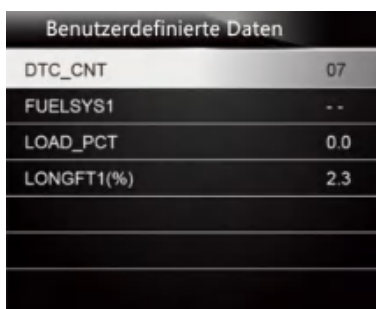 Benutzerdefinierte Daten
DTC_CNT 07
FUELSYS1 --
LOAD_PCT 0.0
LONGFT1(%) 2.3